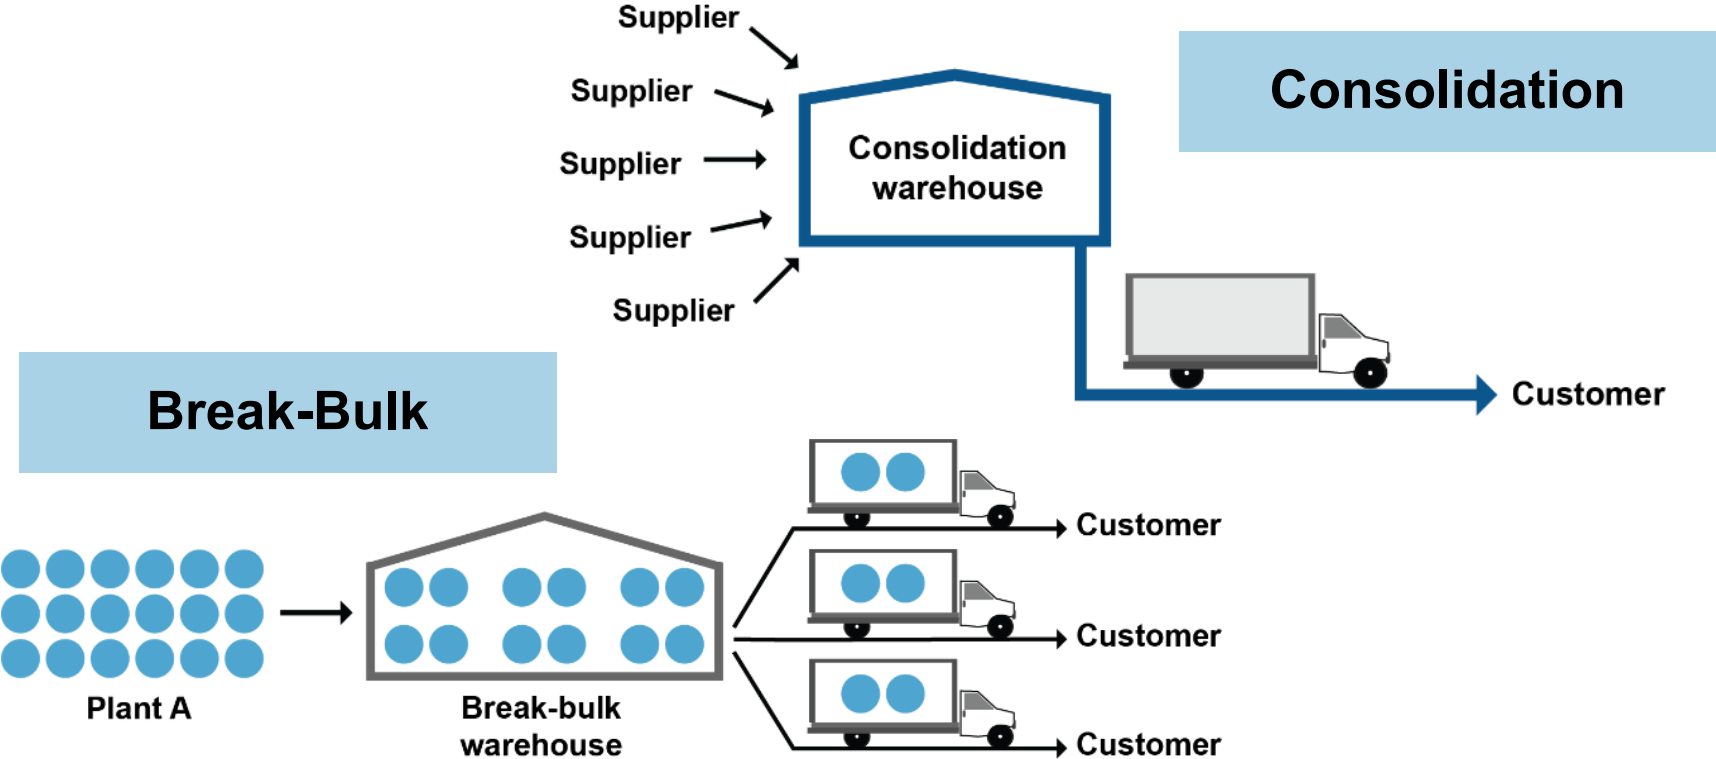 Supplier
Consolidation
Supplier
Supplier
Supplier
Supplier
Consolidation
warehouse
Customer
Break-Bulk
Customer
Customer
Customer
Plant A
Break-bulk
warehouse